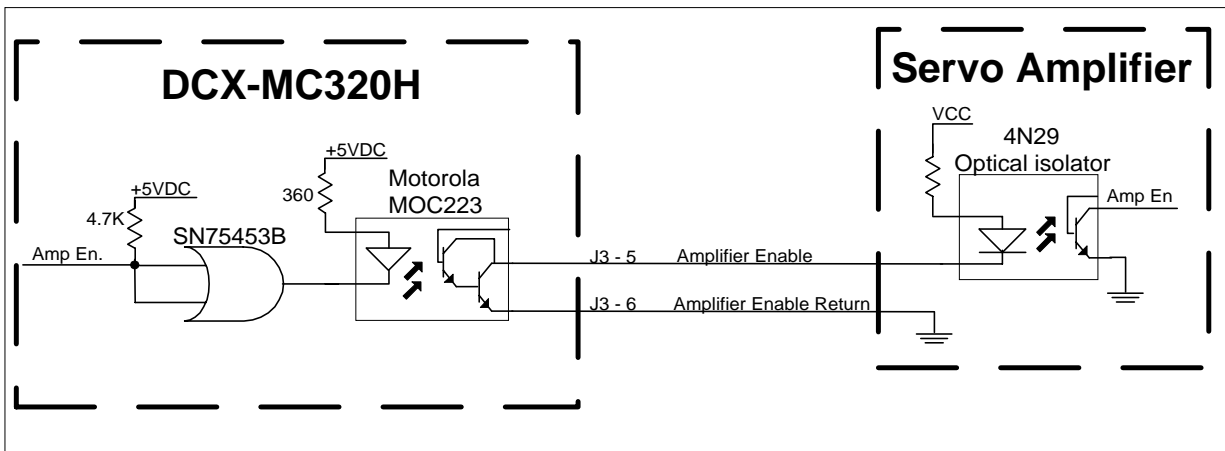 DCX-MC320H
Servo Amplifier
VCC
4N29
Optical isolator
+5VDC
Motorola
MOC223
+5VDC
360
Amp En
4.7K
SN75453B
Amp En.
J3 - 5 Amplifier Enable
J3 - 6 Amplifier Enable Return